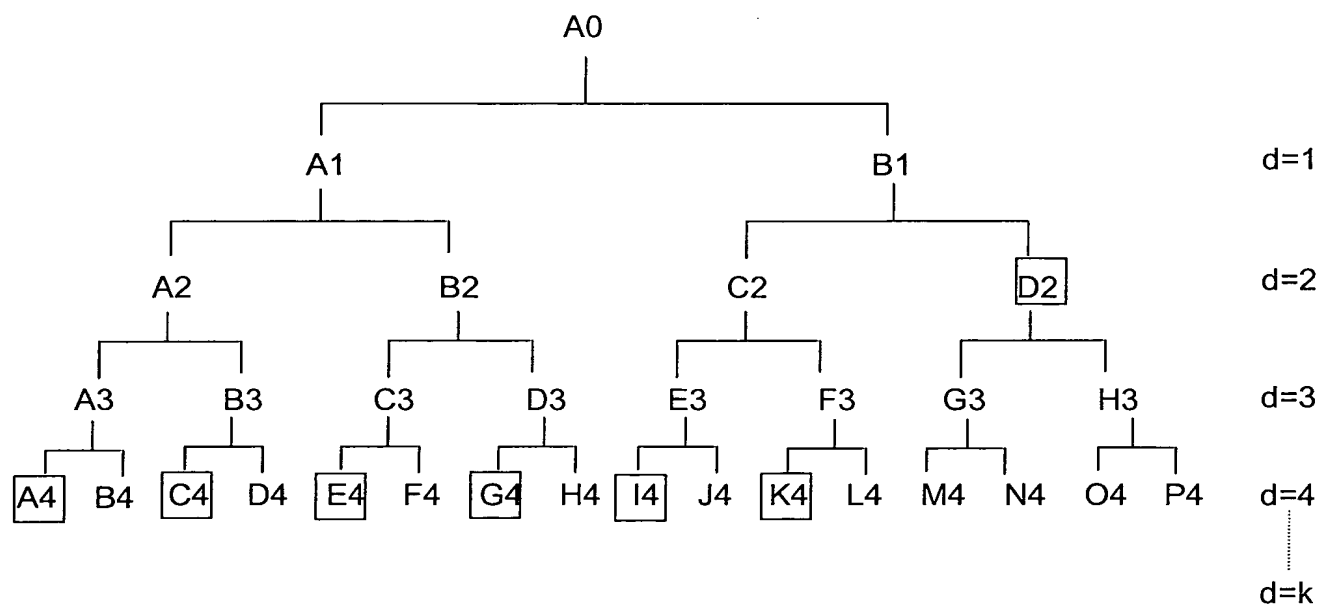 A0
A1 B1 d=1
A2 B2 C2 D2 d=2
A3 B3 C3 D3 E3 F3 G3 H3 d=3
A4 B4 C4 D4 E4 F4 G4 H4 I4 J4 K4 L4 M4 N4 O4 P4 d=4
d=k